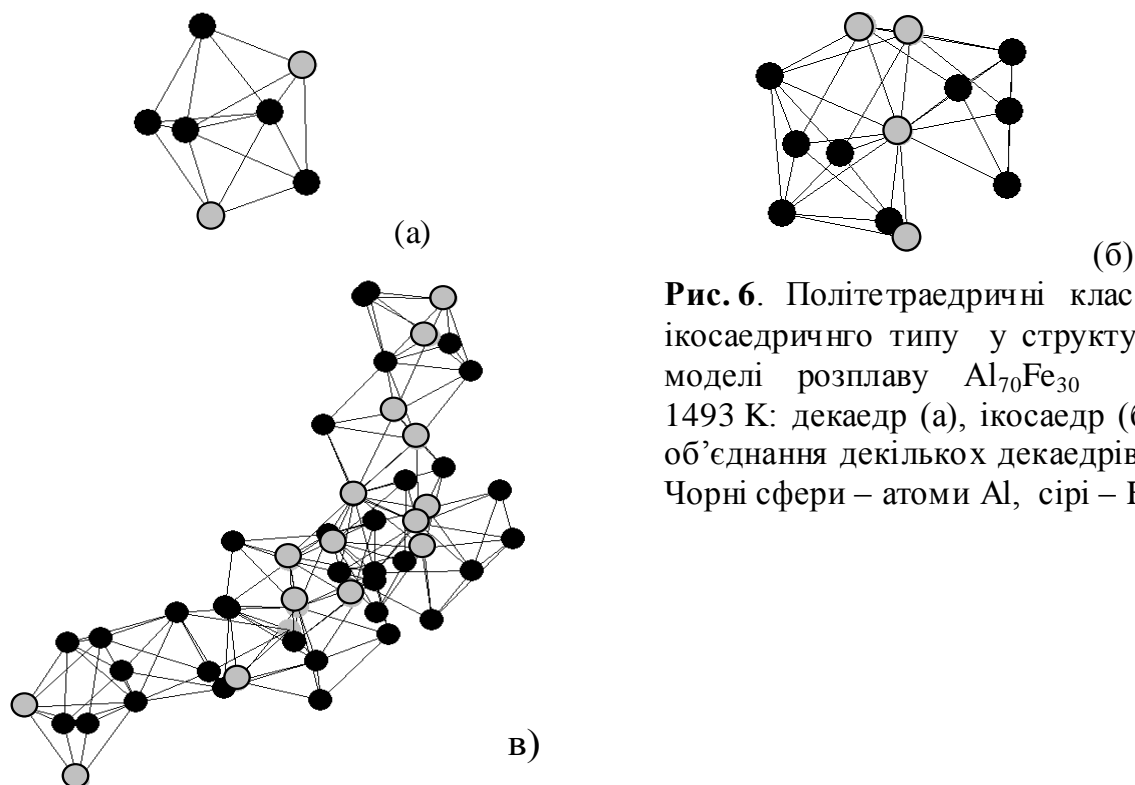 (а)
(б)
Рис. 6. Політетраедричні клас
ікосаедричнго типу у структу
моделі розплаву Al₇₀Fe₃₀
1493 К: декаедр (а), ікосаедр (б
об’єднання декількох декаедрів
Чорні сфери – атоми Al, сірі –
в)